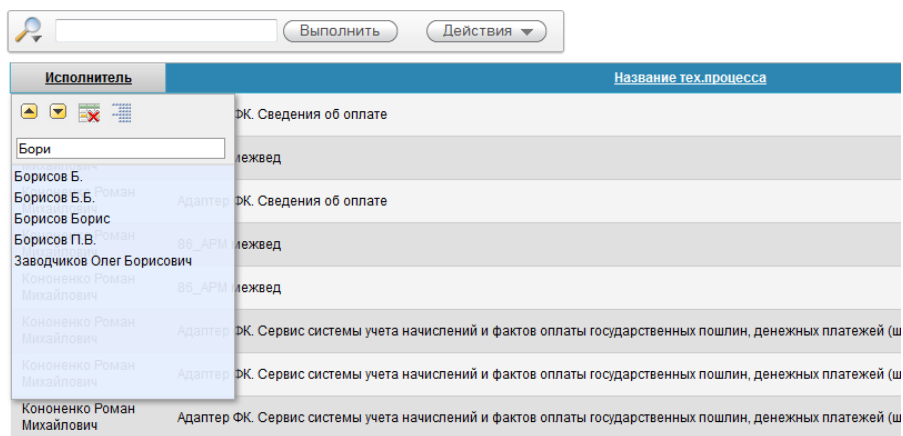 Выполнить Действия
Исполнитель Название тех.процесса
ФК. Сведения об оплате
Бори
межвед
Борисов Б.
Борисов Б.Б. Роман Адаптер ФК. Сведения об оплате
Борисов Борис
Борисов П.В. Роман 86_АРМ межвед
Заводчиков Олег Борисович
Кононенко Роман
Михайлович 86_АРМ межвед
Кононенко Роман
Михайлович Адаптер ФК. Сервис системы учета начислений и фактов оплаты государственных пошлин, денежных платежей (ш
Кононенко Роман
Михайлович Адаптер ФК. Сервис системы учета начислений и фактов оплаты государственных пошлин, денежных платежей (ш
Кононенко Роман
Михайлович Адаптер ФК. Сервис системы учета начислений и фактов оплаты государственных пошлин, денежных платежей (ш